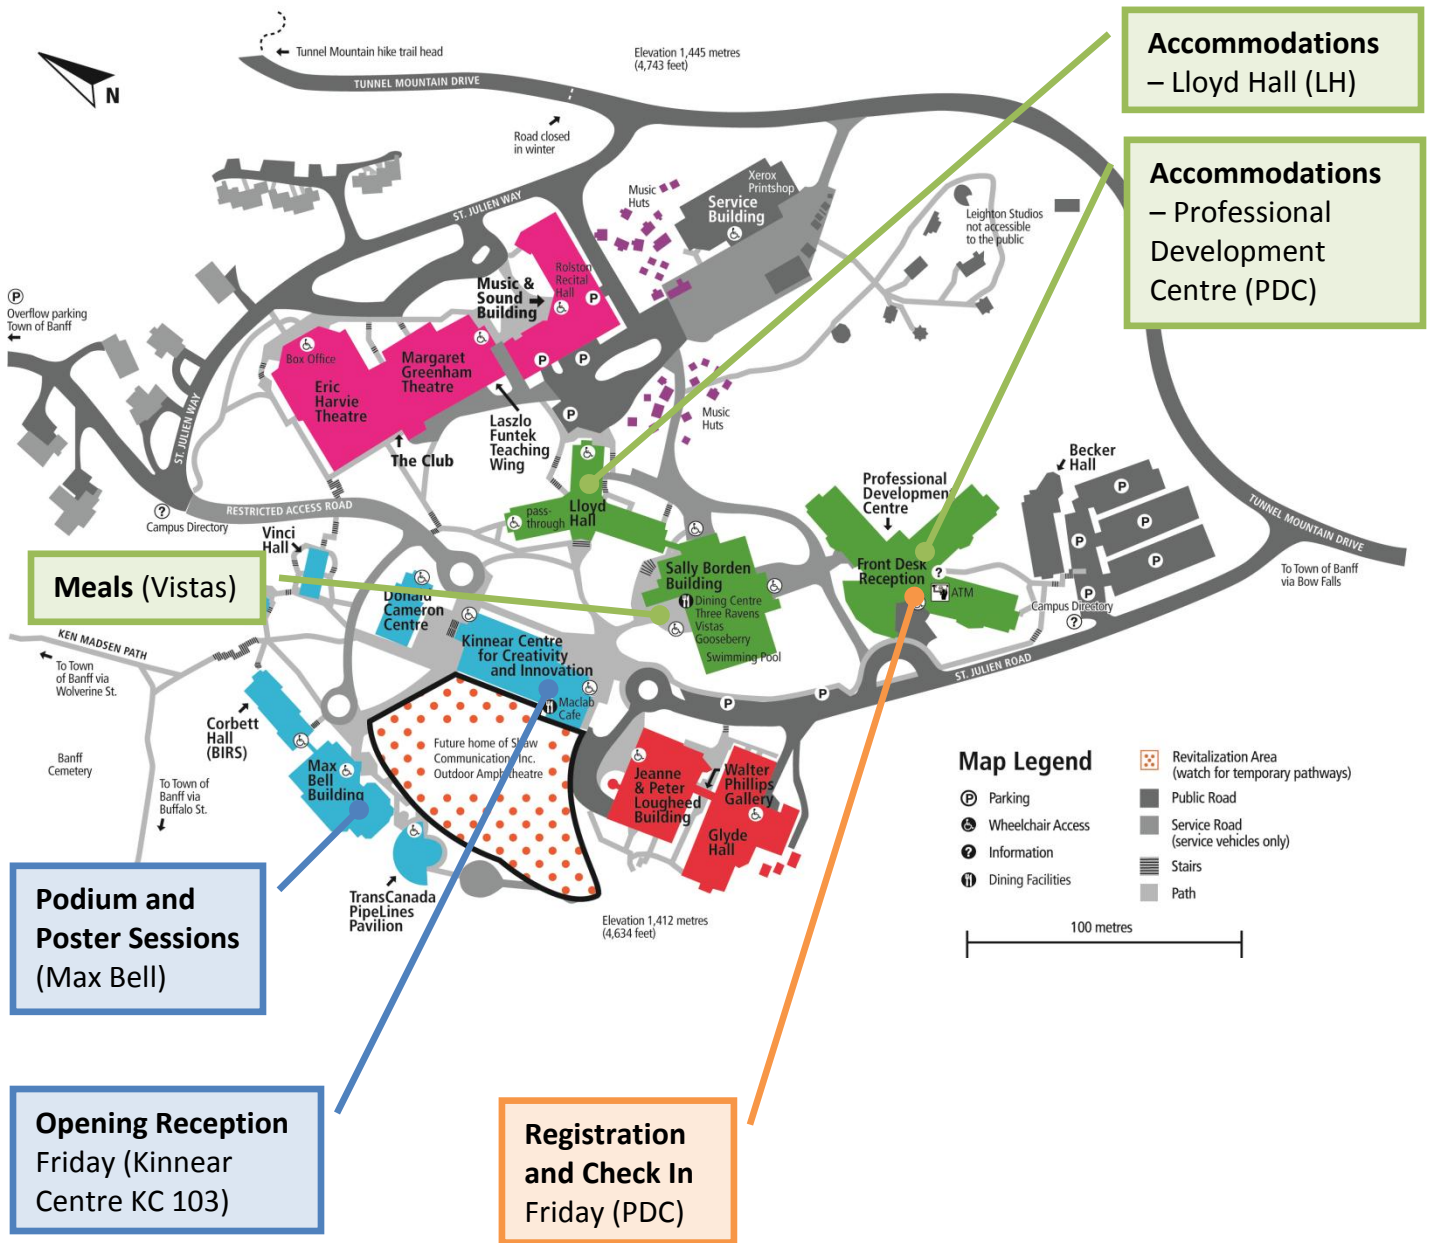 Tunnel Mountain hike trail head
Elevation 1,445 metres
(4,743 feet)
TUNNEL MOUNTAIN DRIVE
N
Road closed
in winter
Accommodations
– Lloyd Hall (LH)
Accommodations
– Professional
Development
Centre (PDC)
Xerox
Printshop
Service
Building
Music
Huts
Leighton Studios
not accessible
to the public
ST. JULIEN WAY
Rolston
Recital
Hall
Music &
Sound
Building
P
P
Overflow parking
Town of Banff
Box Office
Eric
Harvie
Theatre
Margaret
Greenham
Theatre
P
P
P
Laszlo
Funtek
Teaching
Wing
The Club
Music
Huts
ST. JULIEN WAY
RESTRICTED ACCESS ROAD
?
Campus Directory
Becker
Hall
P
P
P
P
P
TUNNEL MOUNTAIN DRIVE
To Town of Banff
via Bow Falls
Professional
Developmen
Centre
Front Desk
Reception
?
ATM
Campus Directory
?
pass-
through
Lloyd
Hall
Vinci
Hall
Meals (Vistas)
Donald
Cameron
Centre
Sally Borden
Building
Dining Centre
Three Ravens
Vistas
Gooseberry
Swimming Pool
Kinnear Centre
for Creativity
and Innovation
Maclab
Cafe
KEN MADSEN PATH
To Town
of Banff via
Wolverine St.
Banff
Cemetery
To Town of
Banff via
Buffalo St.
Corbett
Hall
(BIRS)
Max
Bell
Building
Future home of Shaw
Communications Inc.
Outdoor Amphitheatre
TransCanada
PipeLines
Pavilion
P
P
ST. JULIEN ROAD
Jeanne
& Peter
Lougheed
Building
Walter
Phillips
Gallery
Glyde
Hall
Elevation 1,412 metres
(4,634 feet)
Map Legend
P Parking
Wheelchair Access
? Information
Dining Facilities
Revitalization Area
(watch for temporary pathways)
Public Road
Service Road
(service vehicles only)
Stairs
Path
100 metres
Podium and
Poster Sessions
(Max Bell)
Opening Reception
Friday (Kinnear
Centre KC 103)
Registration
and Check In
Friday (PDC)